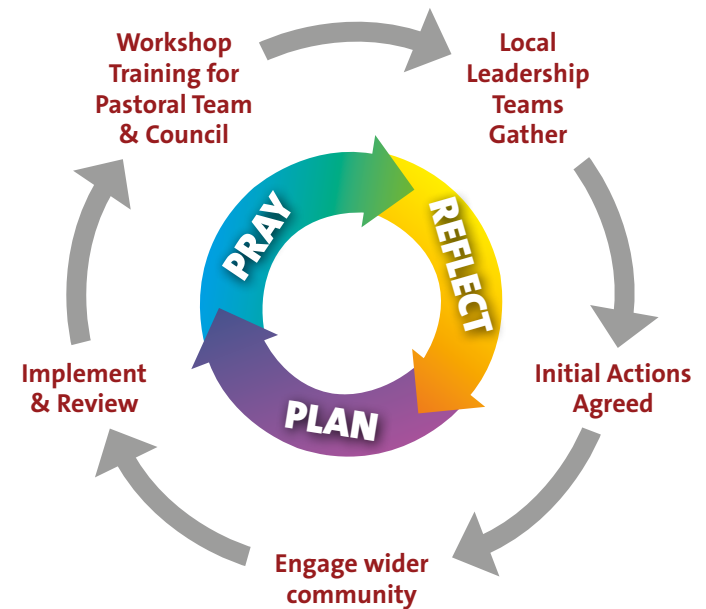 Workshop
Training for
Pastoral Team
& Council
Local
Leadership
Teams
Gather
Initial Actions
Agreed
Engage wider
community
Implement
& Review
PRAY
REFLECT
PLAN